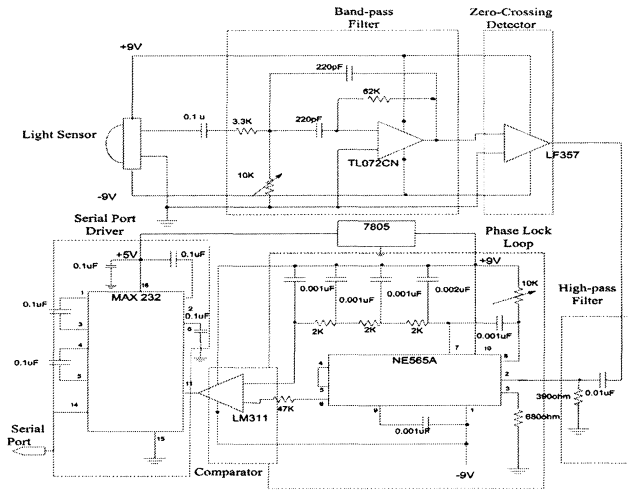 Band-pass
Filter
Zero-Crossing
Detector
+9V
220pF
62K
0.1 u
3.3K
220pF
Light Sensor
TL072CN
LF357
10K
-9V
Serial Port
Driver
7805
Phase Lock
Loop
+5V
0.1uF
+9V
0.1uF
16
MAX 232
0.001uF
0.001uF
0.001uF
0.002uF
10K
High-pass
Filter
0.1uF
1
2
0.1uF
6
3
2K
2K
2K
0.001uF
7
10
8
0.1uF
4
5
11
4
5
6
NE565A
2
3
0.01uF
390ohm
14
LM311
47K
9
1
0.001uF
680ohm
Serial
Port
15
Comparator
-9V